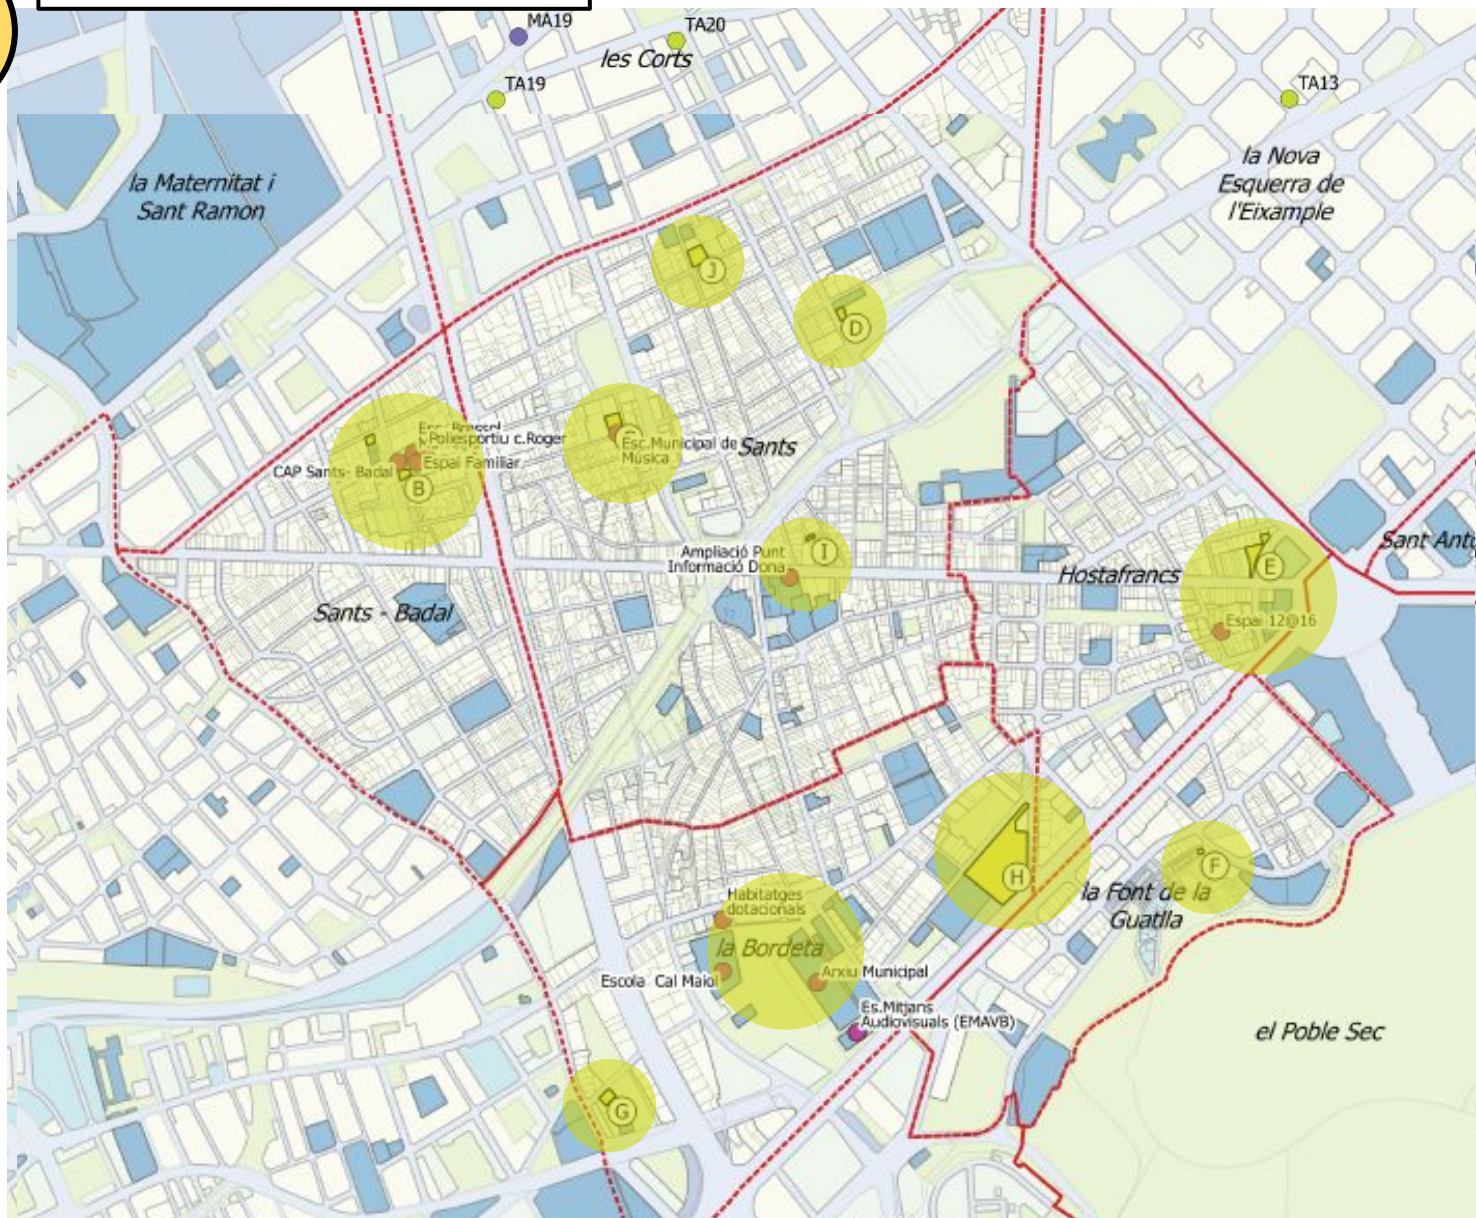 MA19
TA20
les Corts
TA19
TA13
la Maternitat i
Sant Ramon
la Nova
Esquerra de
l'Eixample
J
D
Poliesportiu c.Roger
Espai Familiar
CAP Sants- Badal
B
Esc.Municipal de
Música
Sants
Ampliació Punt
Informació Dona
I
Hostafrancs
E
Sant Anto
Espai 12@16
Sants - Badal
H
F
la Font de la
Guatlla
Habitatges
dotacionals
la Bordeta
Escola Cal Maiol
Arxiu Municipal
Es.Mitjans
Audiovisuals (EMAVB)
el Poble Sec
G